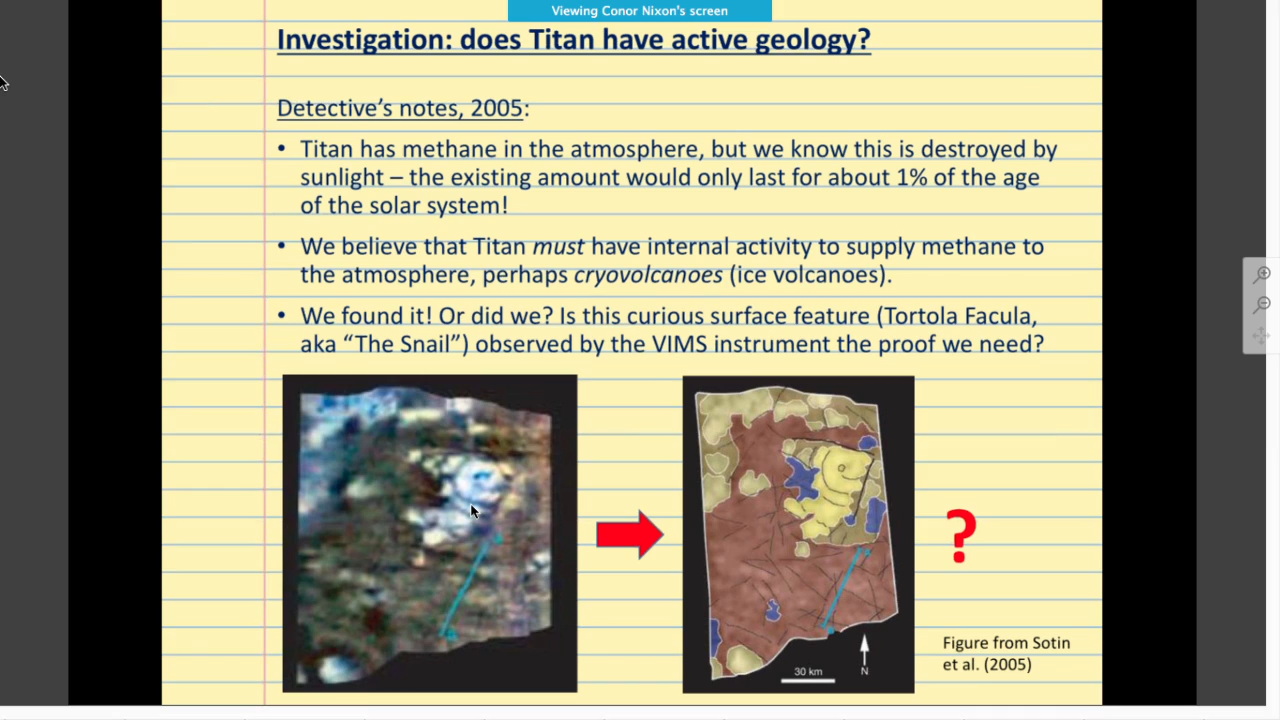 Viewing Conor Nixon's screen
Investigation: does Titan have active geology?
Detective's notes, 2005:
• Titan has methane in the atmosphere, but we know this is destroyed by
sunlight – the existing amount would only last for about 1% of the age
of the solar system!
• We believe that Titan must have internal activity to supply methane to
the atmosphere, perhaps cryovolcanoes (ice volcanoes).
• We found it! Or did we? Is this curious surface feature (Tortola Facula,
aka “The Snail”) observed by the VIMS instrument the proof we need?
?
30 km
N
Figure from Sotin
et al. (2005)